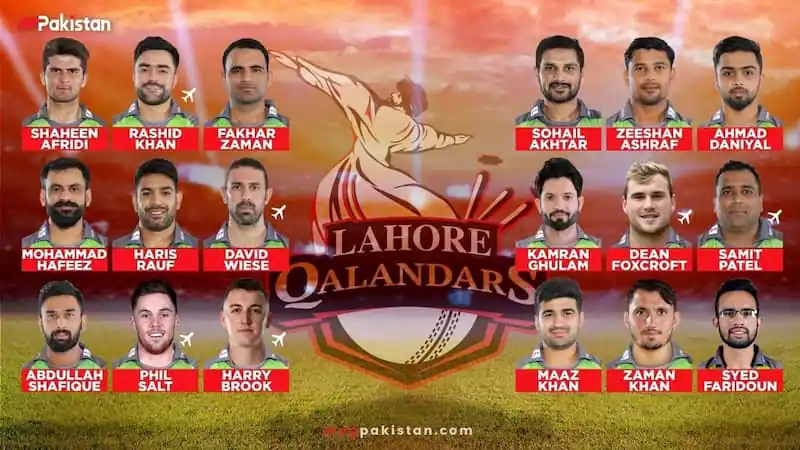 Pakistan
SHAHEEN
AFRIDI
RASHID
KHAN
FAKHAR
ZAMAN
SOHAIL
AKHTAR
ZEESHAN
ASHRAF
AHMAD
DANIYAL
MOHAMMAD
HAFEEZ
HARIS
RAUF
DAVID
WIESE
KAMRAN
GHULAM
DEAN
FOXCROFT
SAMIT
PATEL
LAHORE
QALANDARS
ABDULLAH
SHAFIQUE
PHIL
SALT
HARRY
BROOK
MAAZ
KHAN
ZAMAN
KHAN
SYED
FARIDOUN
pakistan.com